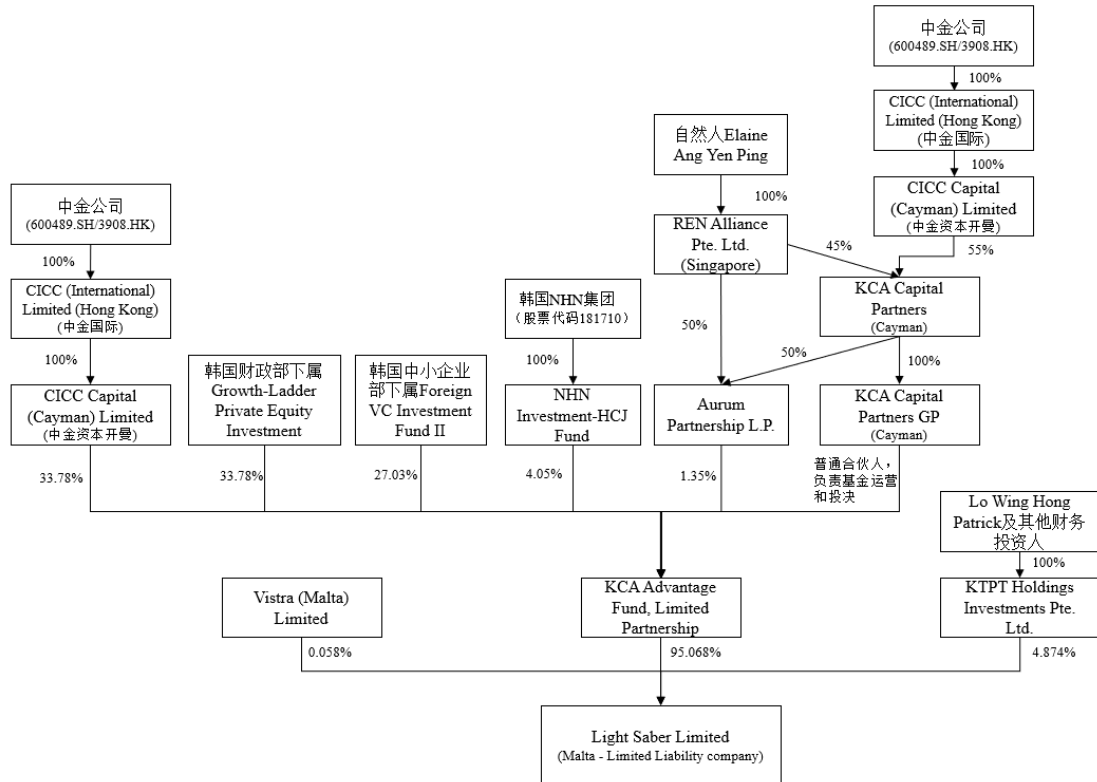 中金公司
(600489.SH/3908.HK)
100%
CICC (International)
Limited (Hong Kong)
(中金国际)
100%
CICC Capital
(Cayman) Limited
(中金资本开曼)
55%
自然人Elaine
Ang Yen Ping
100%
REN Alliance
Pte. Ltd.
(Singapore)
45%
50%
KCA Capital
Partners
(Cayman)
50%
100%
中金公司
(600489.SH/3908.HK)
100%
CICC (International)
Limited (Hong Kong)
(中金国际)
100%
CICC Capital
(Cayman) Limited
(中金资本开曼)
33.78%
韩国财政部下属
Growth-Ladder
Private Equity
Investment
33.78%
韩国中小企业
部下属Foreign
VC Investment
Fund II
27.03%
韩国NHN集团
（股票代码181710）
100%
NHN
Investment-HCJ
Fund
4.05%
Aurum
Partnership L.P.
1.35%
KCA Capital
Partners GP
(Cayman)
普通合伙人，
负责基金运营
和投决
Lo Wing Hong
Patrick及其他财务
投资人
100%
Vistra (Malta)
Limited
0.058%
KCA Advantage
Fund, Limited
Partnership
95.068%
KTPT Holdings
Investments Pte.
Ltd.
4.874%
Light Saber Limited
(Malta - Limited Liability company)